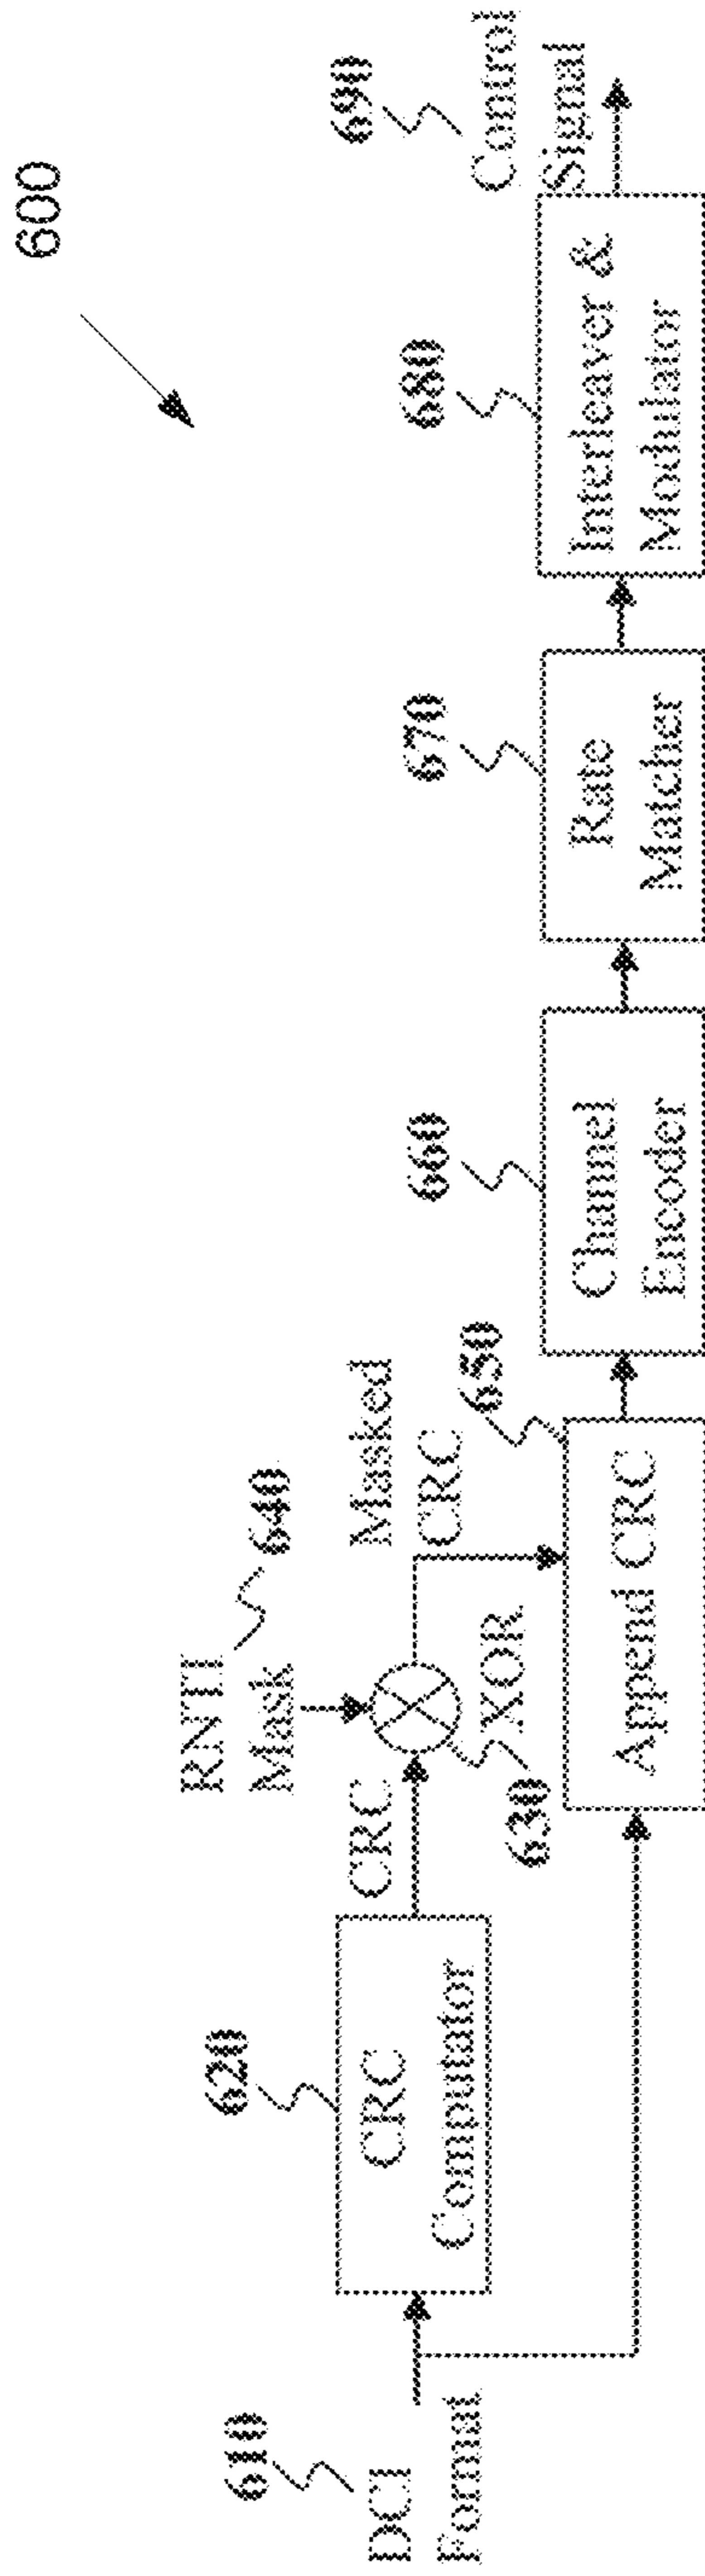 600
610
DCI
Format
620
CRC
Computator
CRC
RNTI
Mask
640
630
XOR
Masked
CRC
650
Append CRC
660
Channel
Encoder
670
Rate
Matcher
680
Interleaver &
Modulator
690
Control
Signal